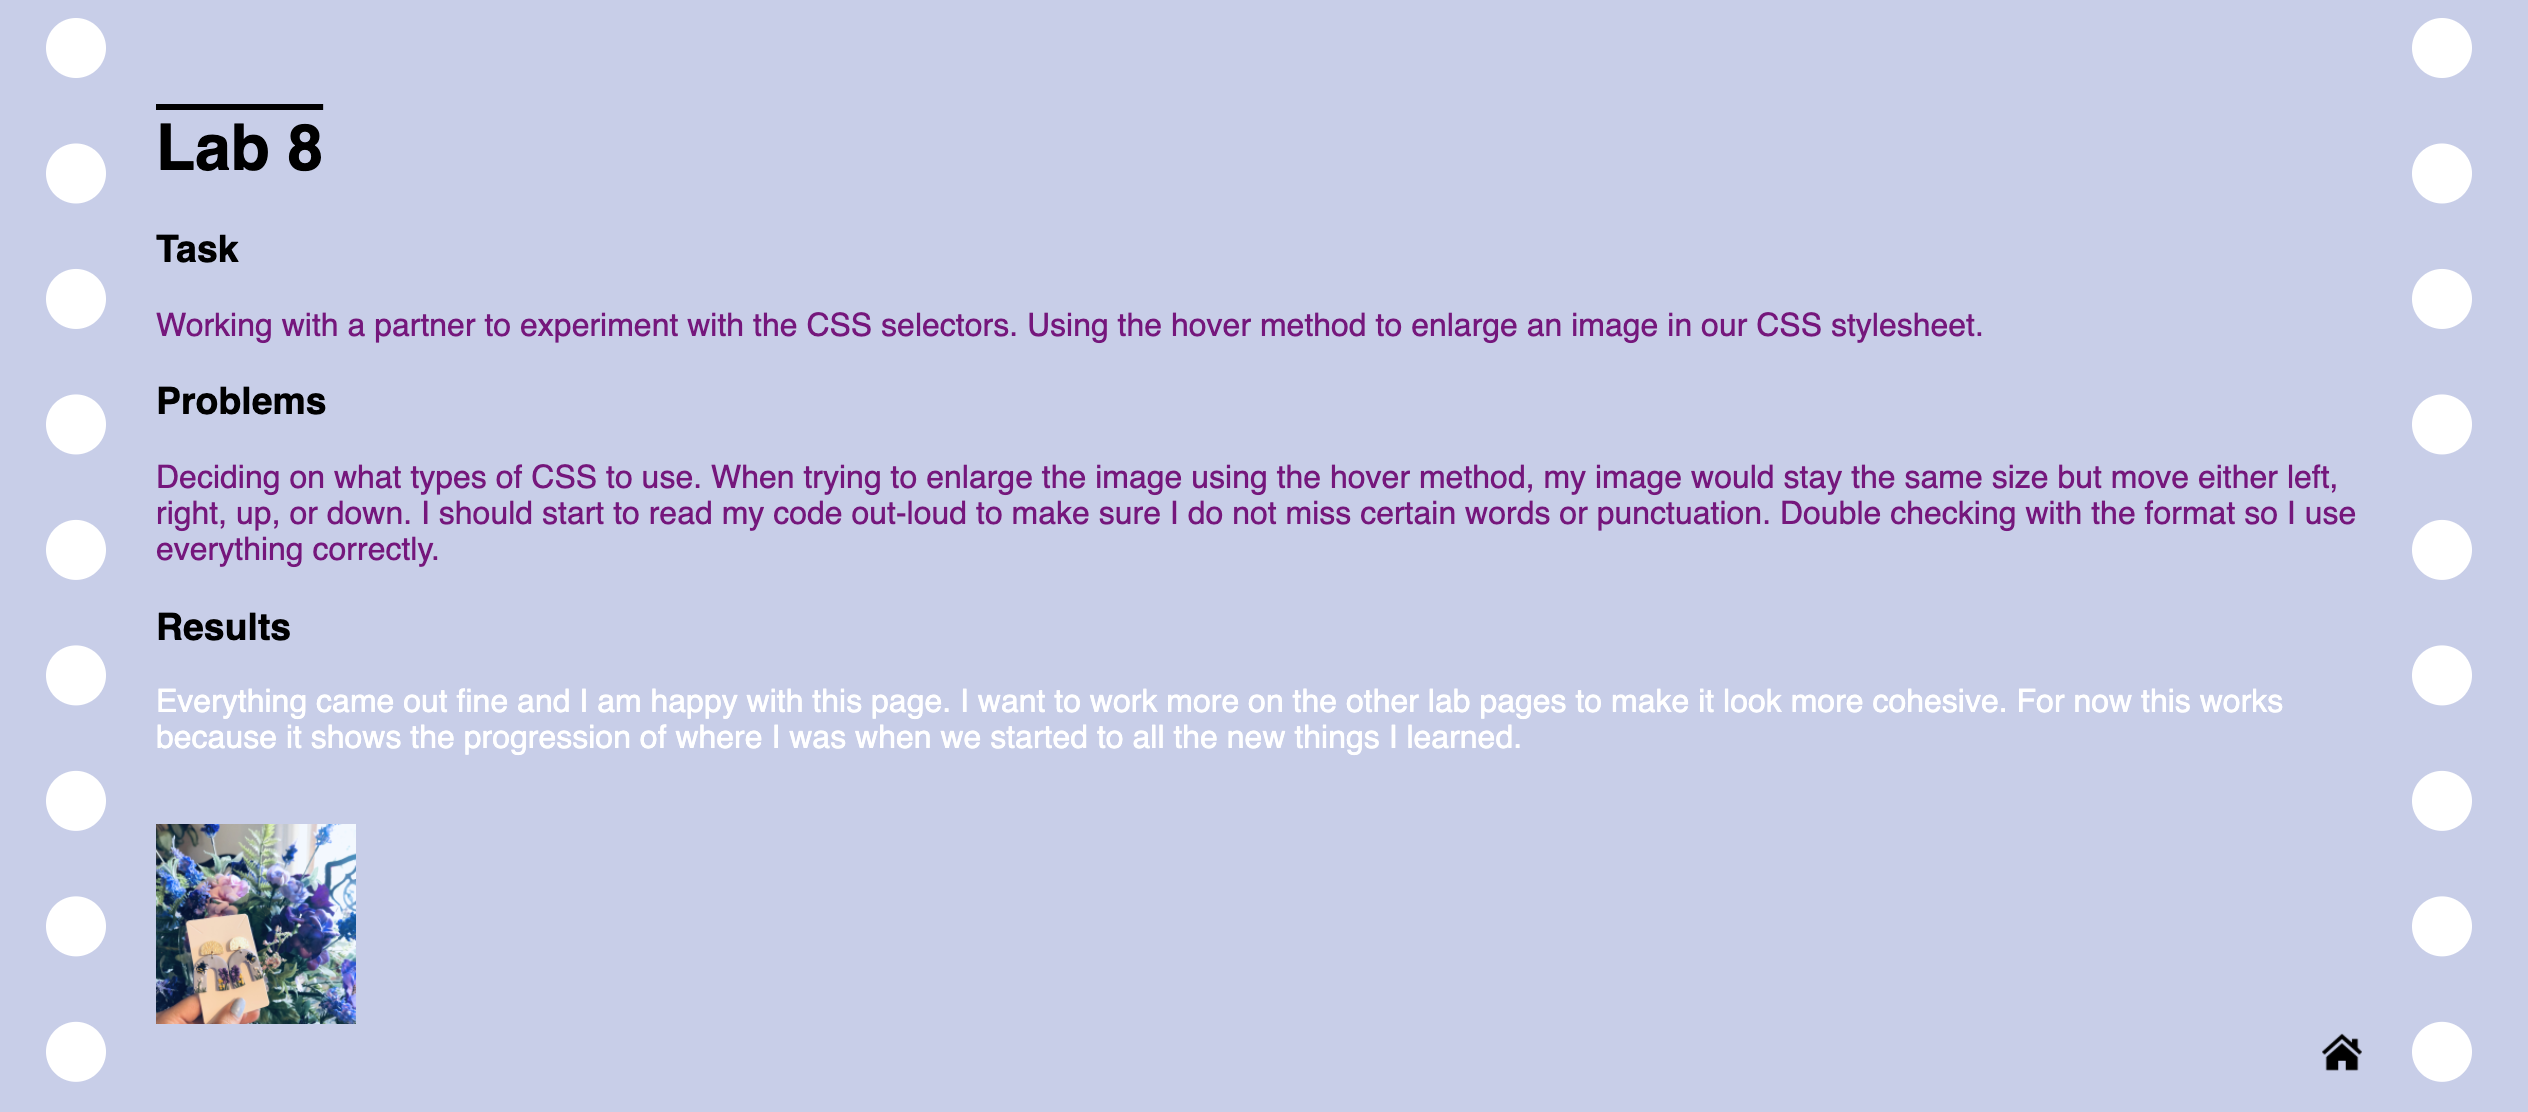 Lab 8
Task
Working with a partner to experiment with the CSS selectors. Using the hover method to enlarge an image in our CSS stylesheet.
Problems
Deciding on what types of CSS to use. When trying to enlarge the image using the hover method, my image would stay the same size but move either left,
right, up, or down. I should start to read my code out-loud to make sure I do not miss certain words or punctuation. Double checking with the format so I use
everything correctly.
Results
Everything came out fine and I am happy with this page. I want to work more on the other lab pages to make it look more cohesive. For now this works
because it shows the progression of where I was when we started to all the new things I learned.